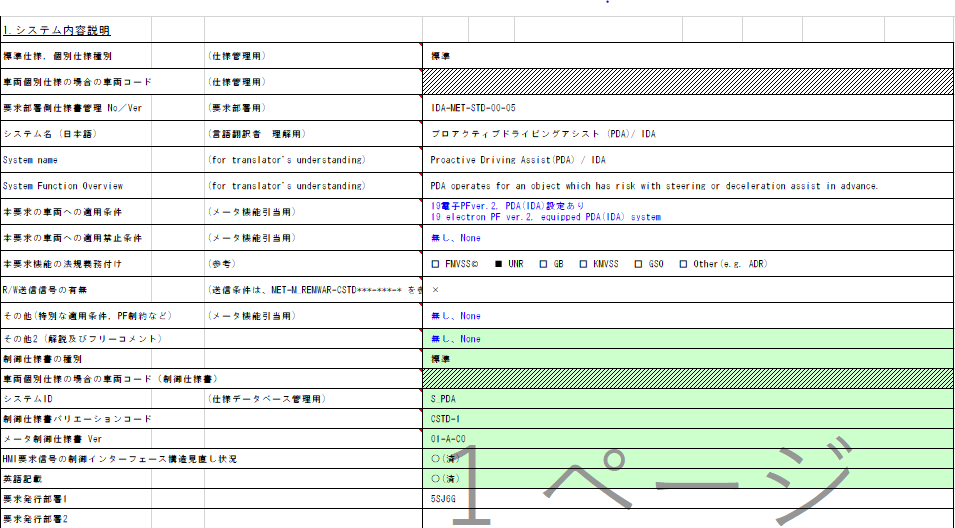 1.システム内容説明
標準仕様、個別仕様種別 (仕様管理用) 標準
車両個別仕様の場合の車両コード (仕様管理用)
要求部署側仕様書管理 No/Ver (要求部署用) IDA-MET-STD-00-05
システム名 (日本語) (言語翻訳者 理解用) プロアクティブドライビングアシスト (PDA)/ IDA
System name (for translator's understanding) Proactive Driving Assist(PDA) / IDA
System Function Overview (for translator's understanding) PDA operates for an object which has risk with steering or deceleration assist in advance.
本要求の車両への適用条件 (メータ機能引当用) 19電子PFver.2, PDA(IDA)設定あり
19 electron PF ver.2, equipped PDA(IDA) system
本要求の車両への適用禁止条件 (メータ機能引当用) 無し、None
本要求機能の法規義務付け (参考) □ FMVSS© ■ UNR □ GB □ KMVSS □ GSO □ Other(e.g. ADR)
R/W送信信号の有無 (送信条件は、MET-M_REMWAR-CSTD***-***-* を ×
その他(特別な適用条件、PF制約など) (メータ機能引当用) 無し、None
その他2 (解説及びフリーコメント) 無し、None
制御仕様書の種別 標準
車両個別仕様の場合の車両コード (制御仕様書)
システムID (仕様データベース管理用) S_PDA
制御仕様書バリエーションコード CSTD-1
メータ制御仕様書 Ver 01-A-C0
HMI要求信号の制御インターフェース構造見直し状況 ○(済)
英語記載 ○(済)
要求発行部署1 5SJ6G
要求発行部署2
1 ページ